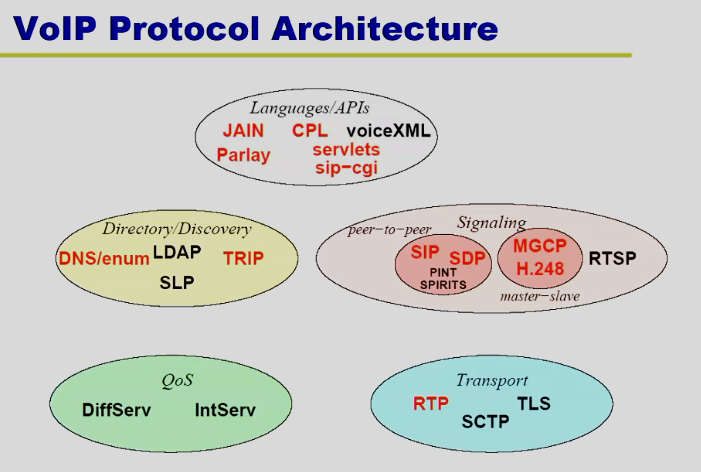 VoIP Protocol Architecture
Languages/APIs
JAIN CPL voiceXML
Parlay servlets
sip-cgi
Directory/Discovery
DNS/enum LDAP TRIP
SLP
peer-to-peer Signaling
SIP SDP
PINT
SPIRITS
MGCP
H.248
RTSP
master-slave
QoS
DiffServ IntServ
Transport
RTP TLS
SCTP